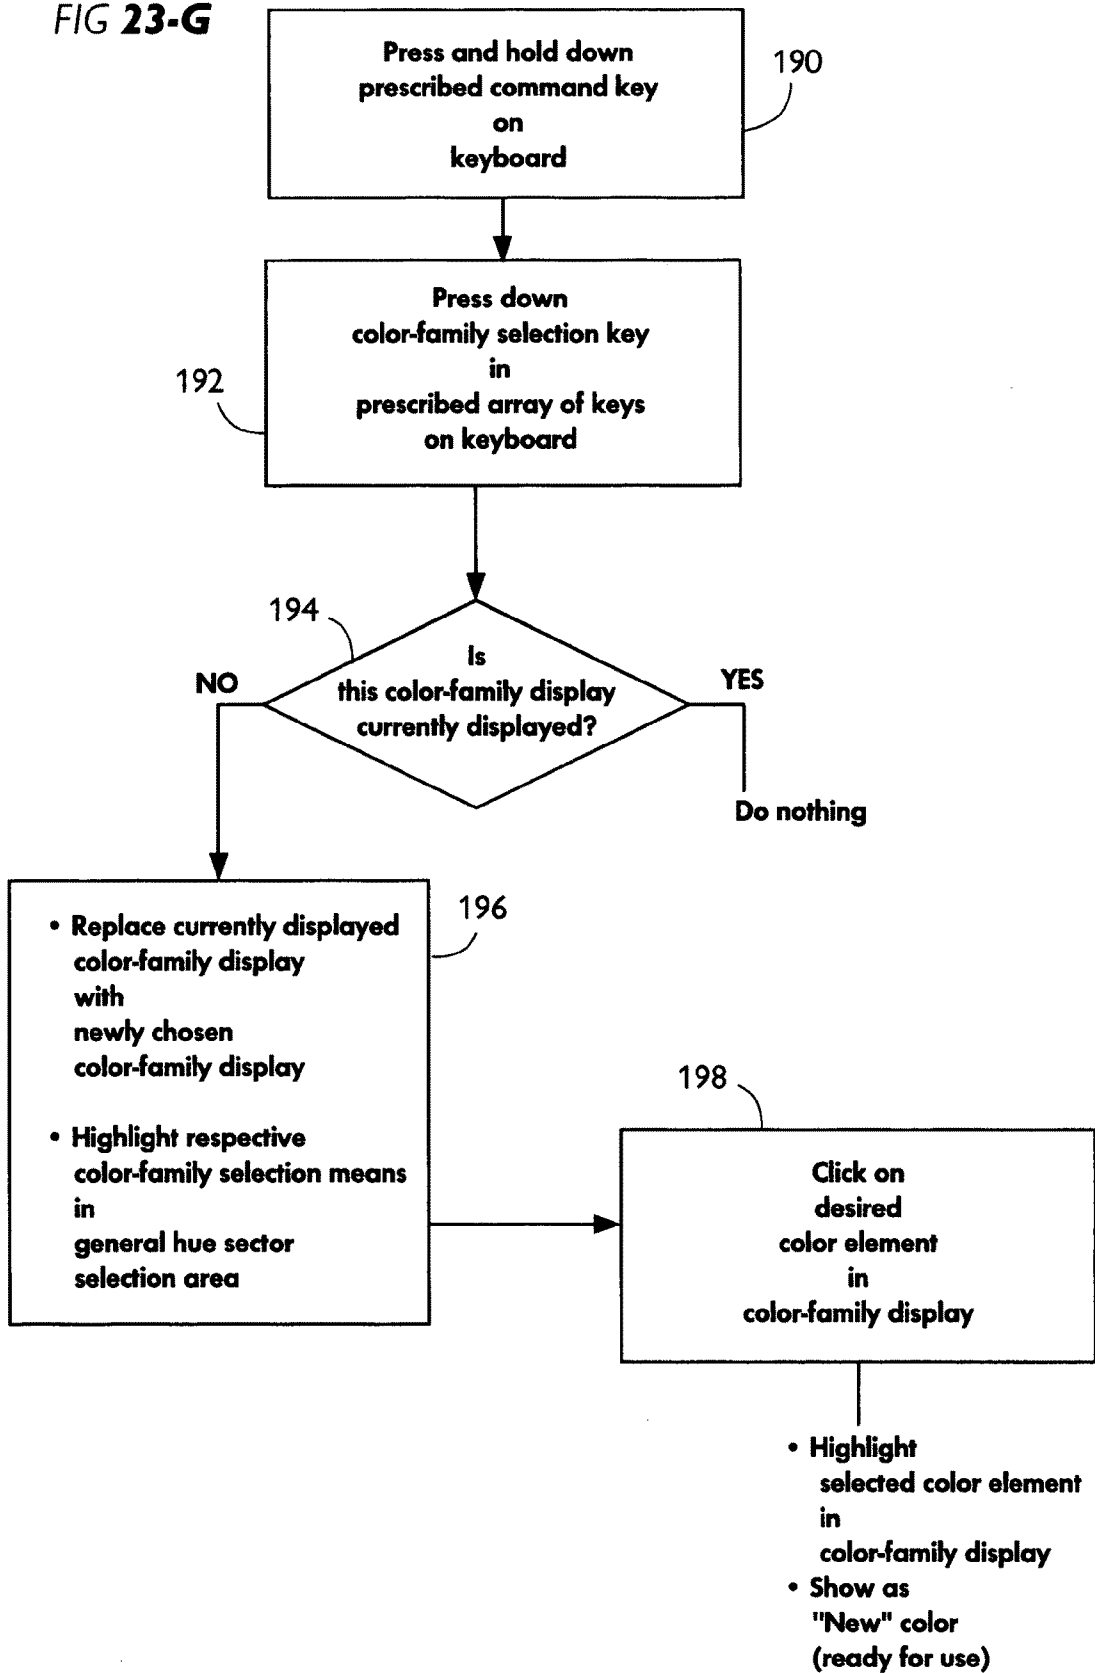 FIG 23-G
Press and hold down
prescribed command key
on
keyboard
190
Press down
color-family selection key
in
prescribed array of keys
on keyboard
192
194
Is
this color-family display
currently displayed?
NO
YES
Do nothing
• Replace currently displayed
color-family display
with
newly chosen
color-family display
• Highlight respective
color-family selection means
in
general hue sector
selection area
196
198
Click on
desired
color element
in
color-family display
• Highlight
selected color element
in
color-family display
• Show as
"New" color
(ready for use)